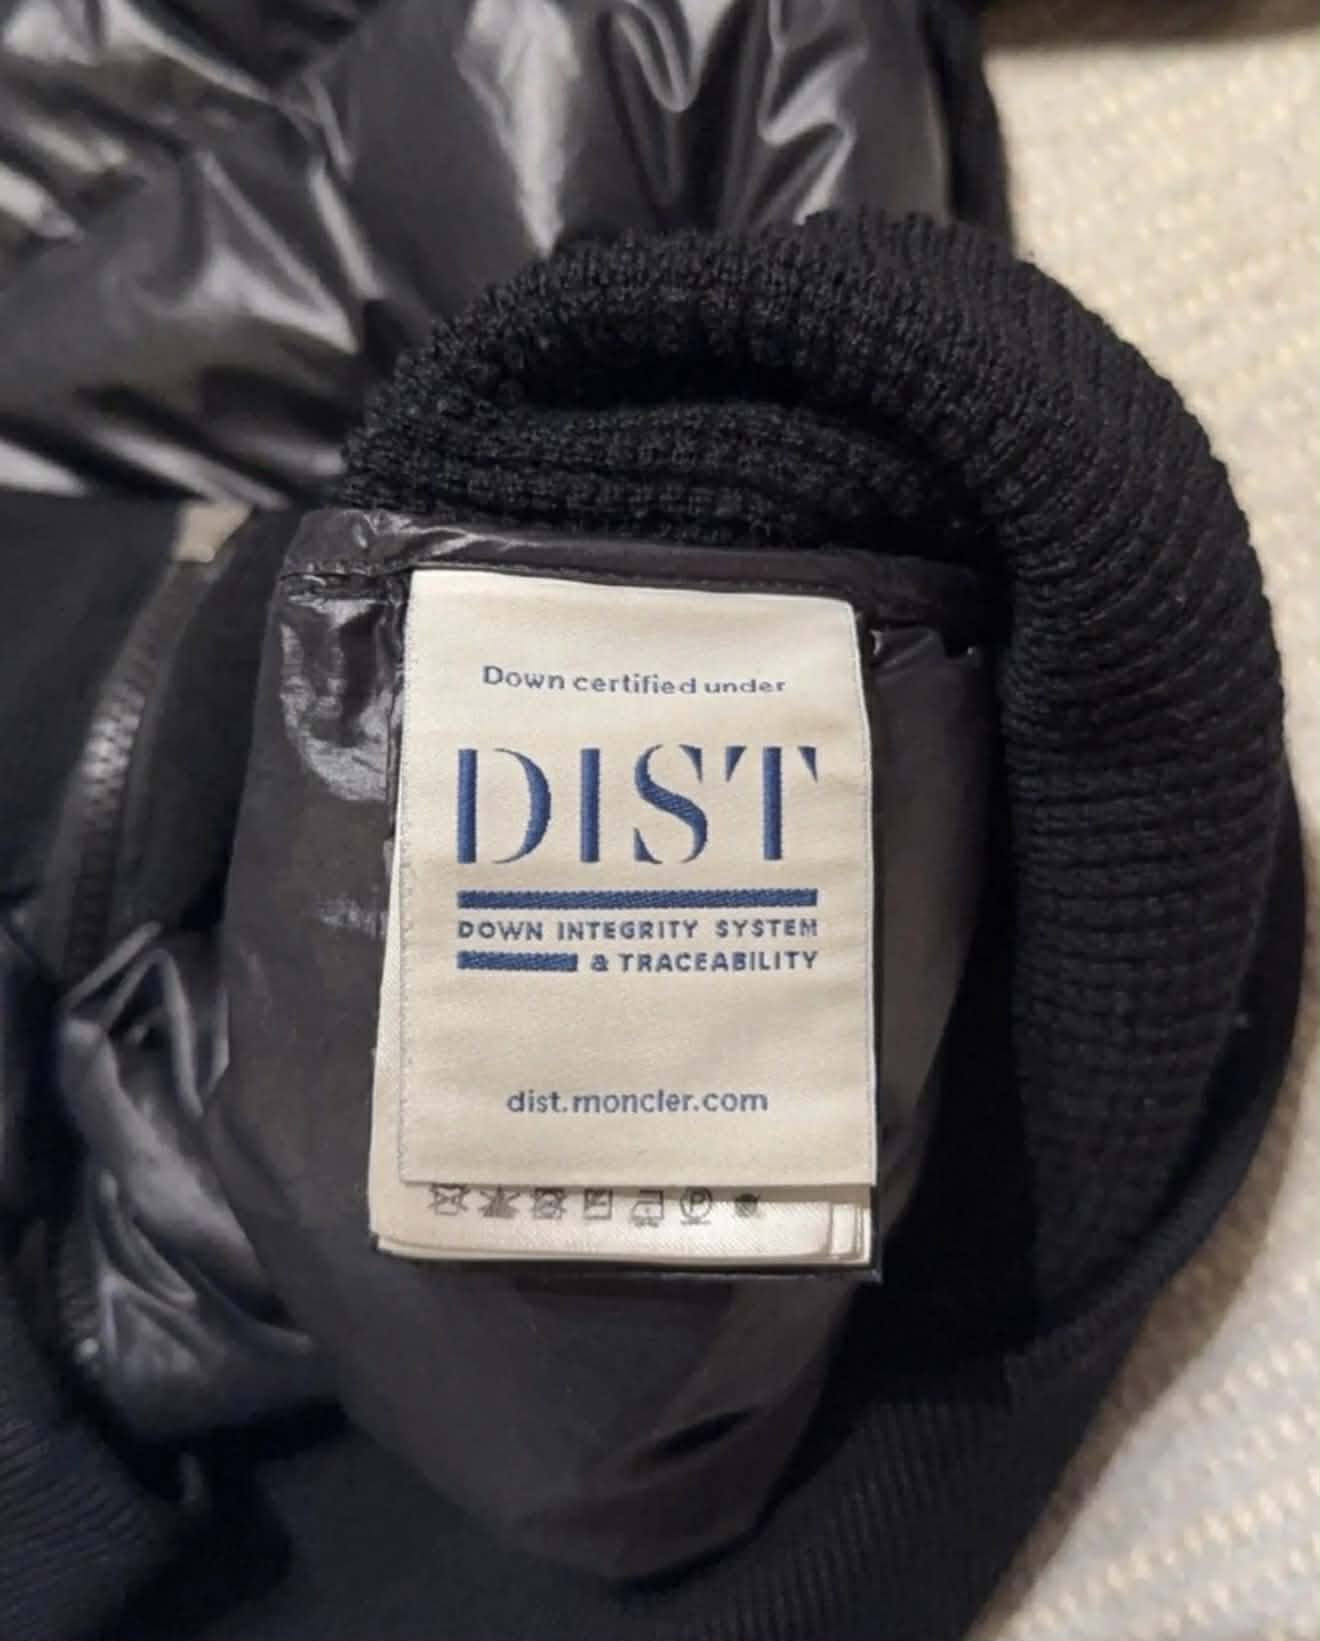 Down certified under
DIST
DOWN INTEGRITY SYSTEM
& TRACEABILITY
dist.moncler.com
P